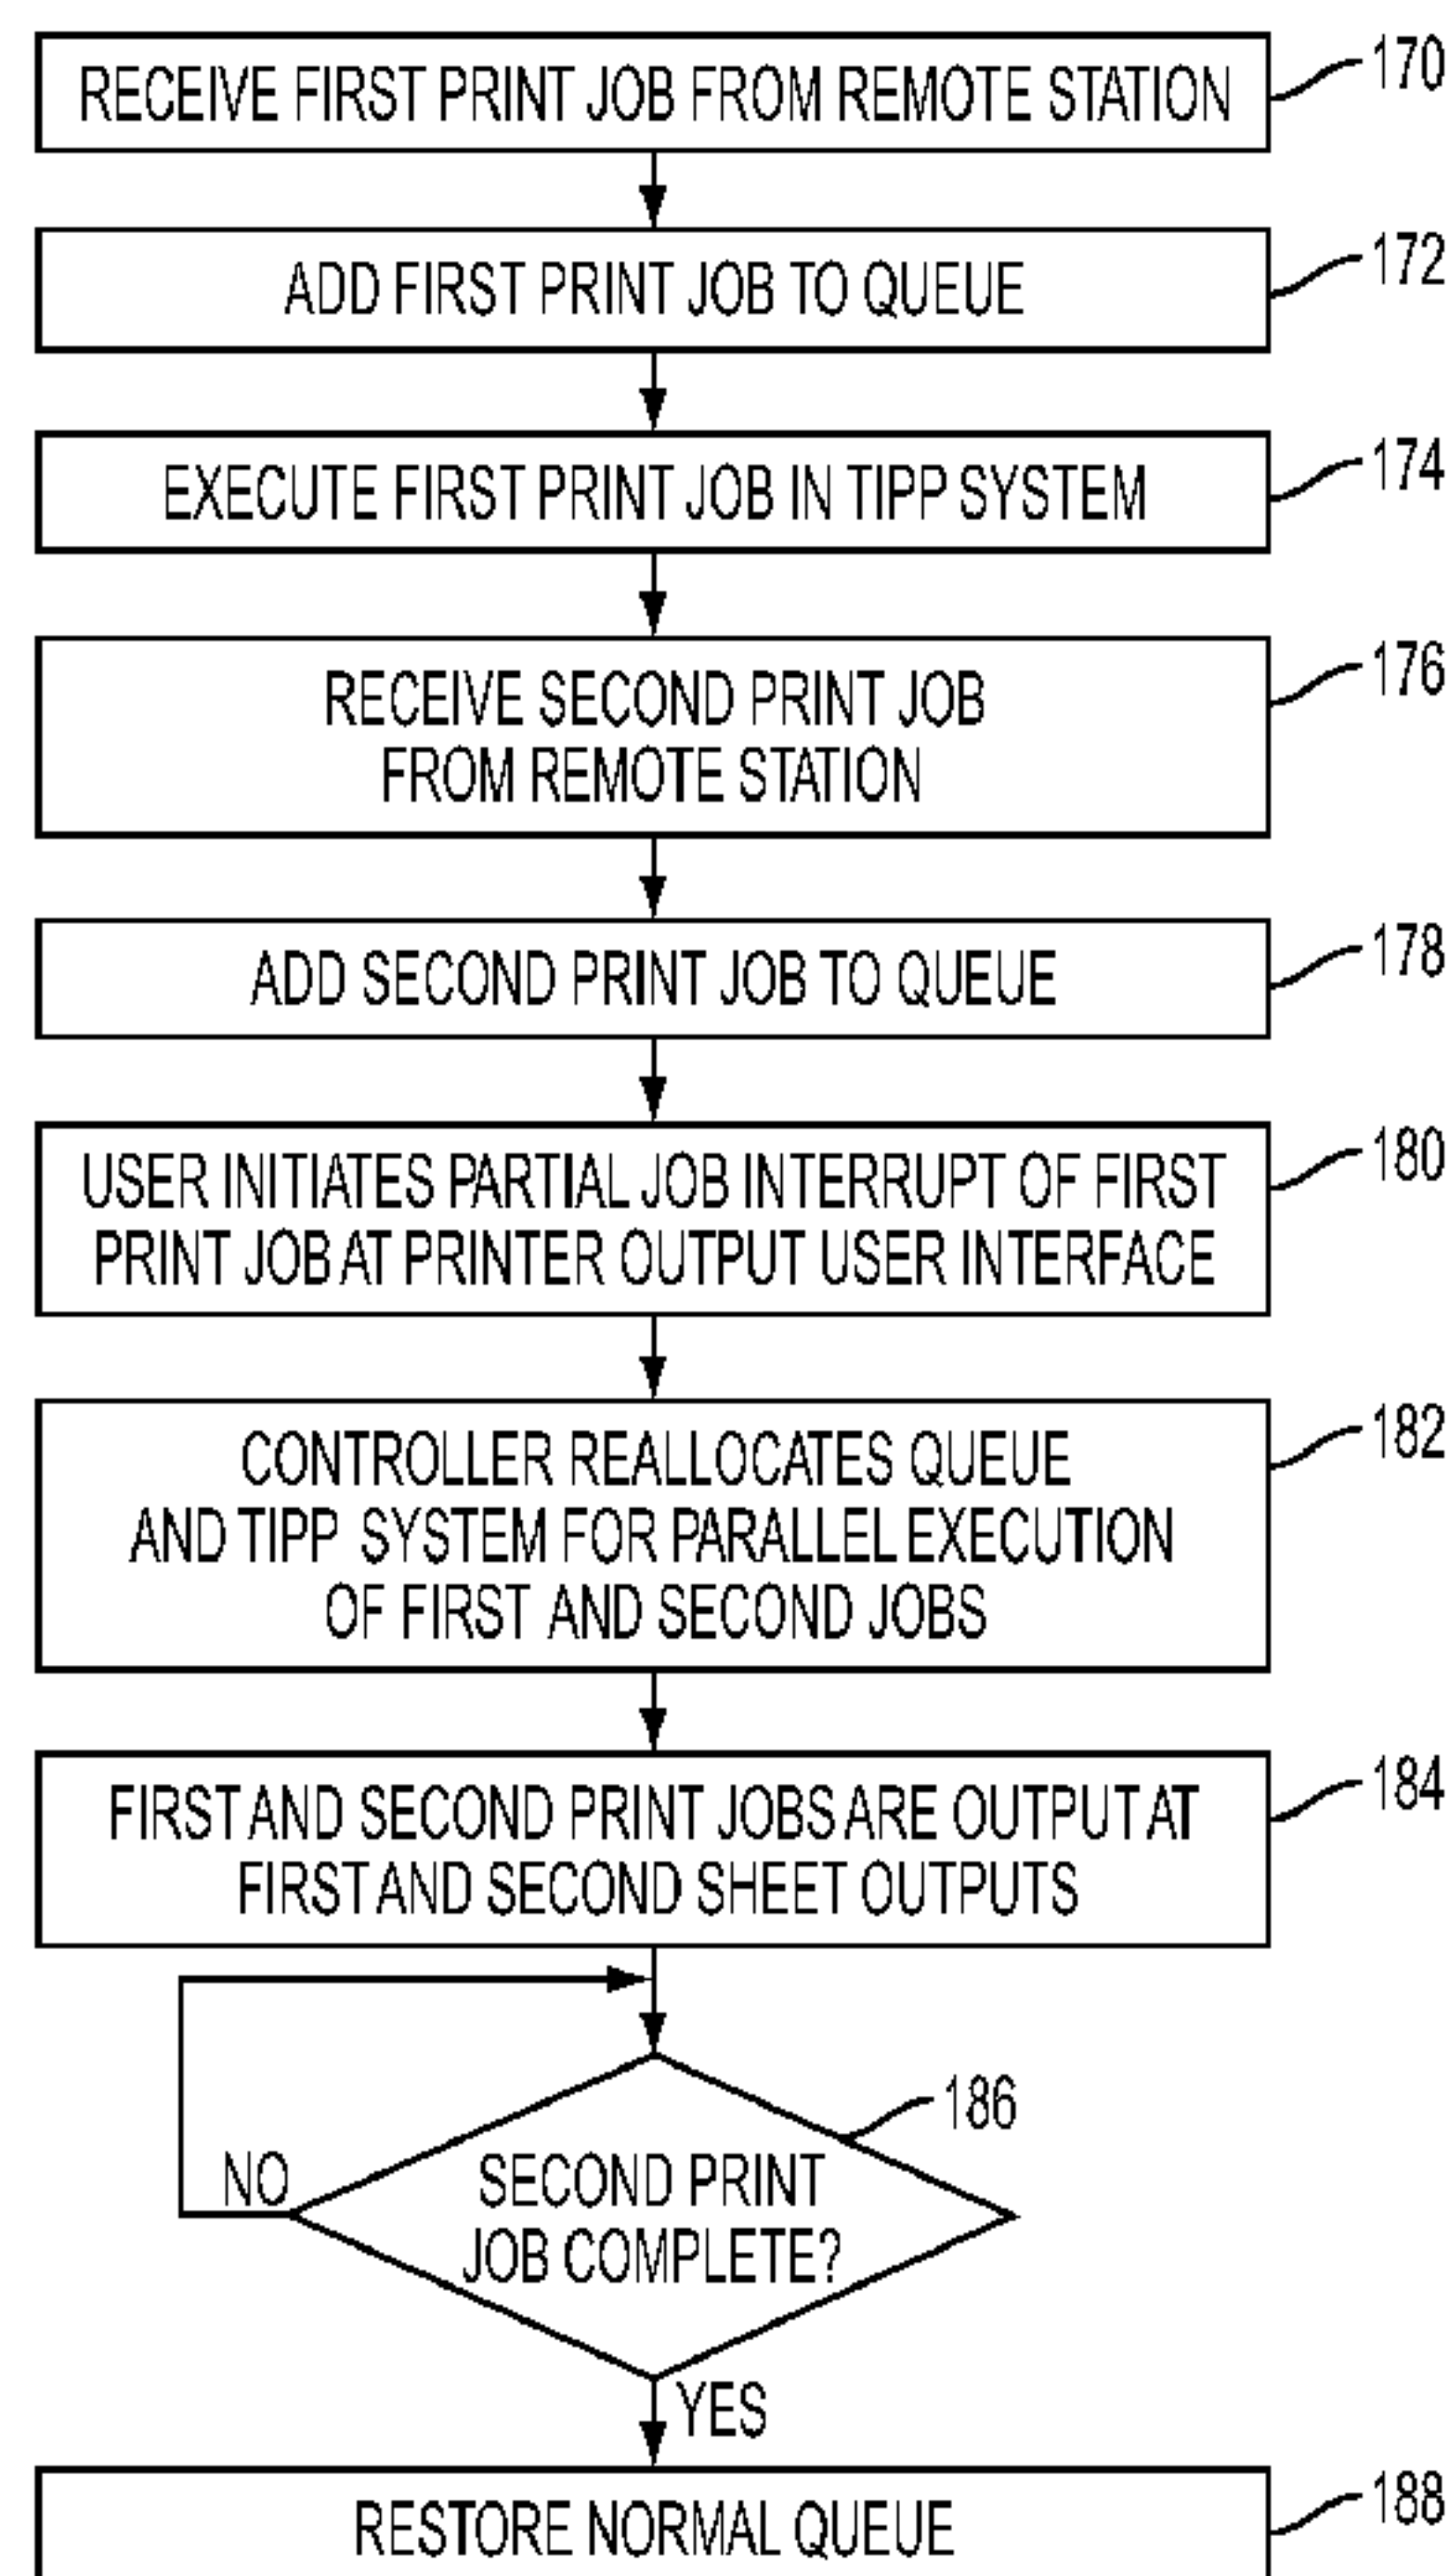 RECEIVE FIRST PRINT JOB FROM REMOTE STATION
170
ADD FIRST PRINT JOB TO QUEUE
172
EXECUTE FIRST PRINT JOB IN TIPP SYSTEM
174
RECEIVE SECOND PRINT JOB
FROM REMOTE STATION
176
ADD SECOND PRINT JOB TO QUEUE
178
USER INITIATES PARTIAL JOB INTERRUPT OF FIRST
PRINT JOB AT PRINTER OUTPUT USER INTERFACE
180
CONTROLLER REALLOCATES QUEUE
AND TIPP SYSTEM FOR PARALLEL EXECUTION
OF FIRST AND SECOND JOBS
182
FIRST AND SECOND PRINT JOBS ARE OUTPUT AT
FIRST AND SECOND SHEET OUTPUTS
184
186
NO
SECOND PRINT
JOB COMPLETE?
YES
RESTORE NORMAL QUEUE
188